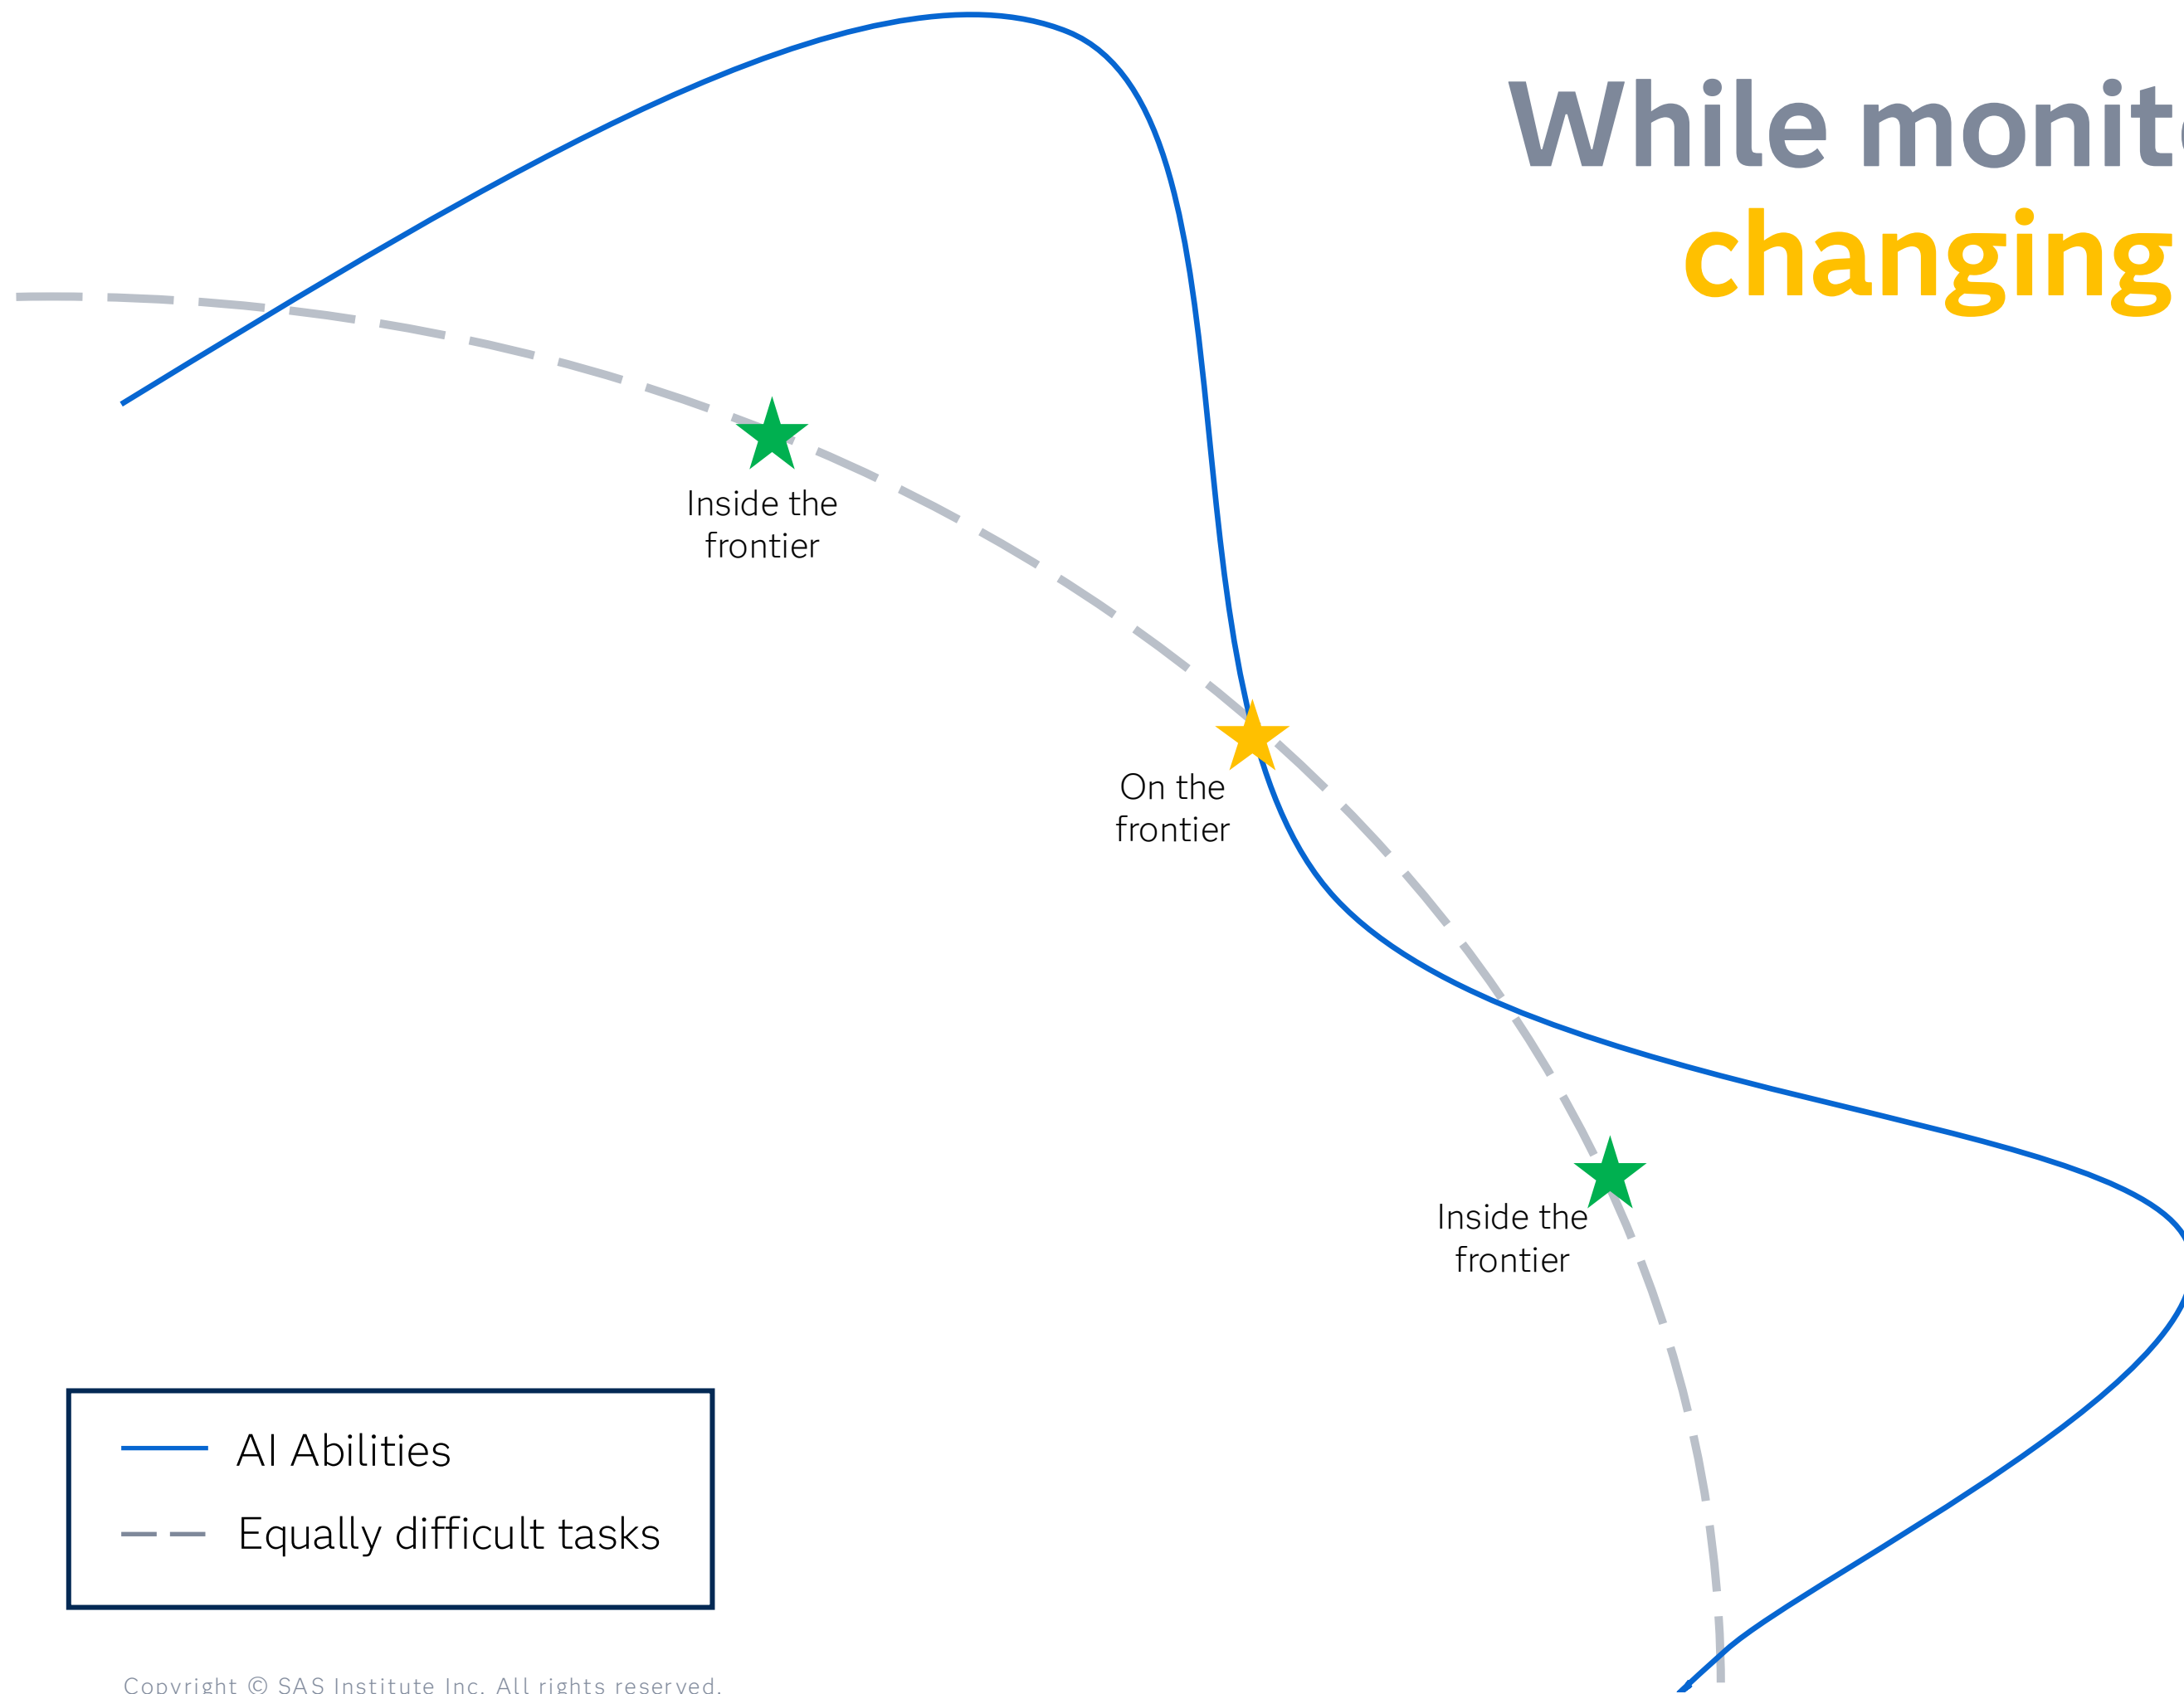 While monit
changing
Inside the
frontier
On the
frontier
Inside the
frontier
AI Abilities
Equally difficult tasks
Copyright © SAS Institute Inc. All rights reserved.